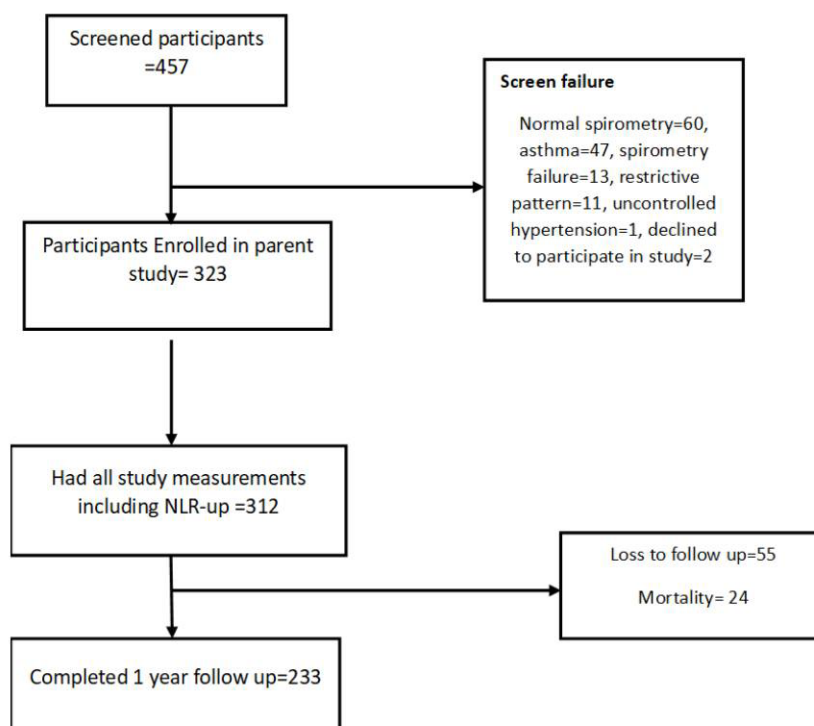 Screened participants
=457
Screen failure
Normal spirometry=60,
asthma=47, spirometry
failure=13, restrictive
pattern=11, uncontrolled
hypertension=1, declined
to participate in study=2
Participants Enrolled in parent
study= 323
Had all study measurements
including NLR-up =312
Loss to follow up=55
Mortality= 24
Completed 1 year follow up=233